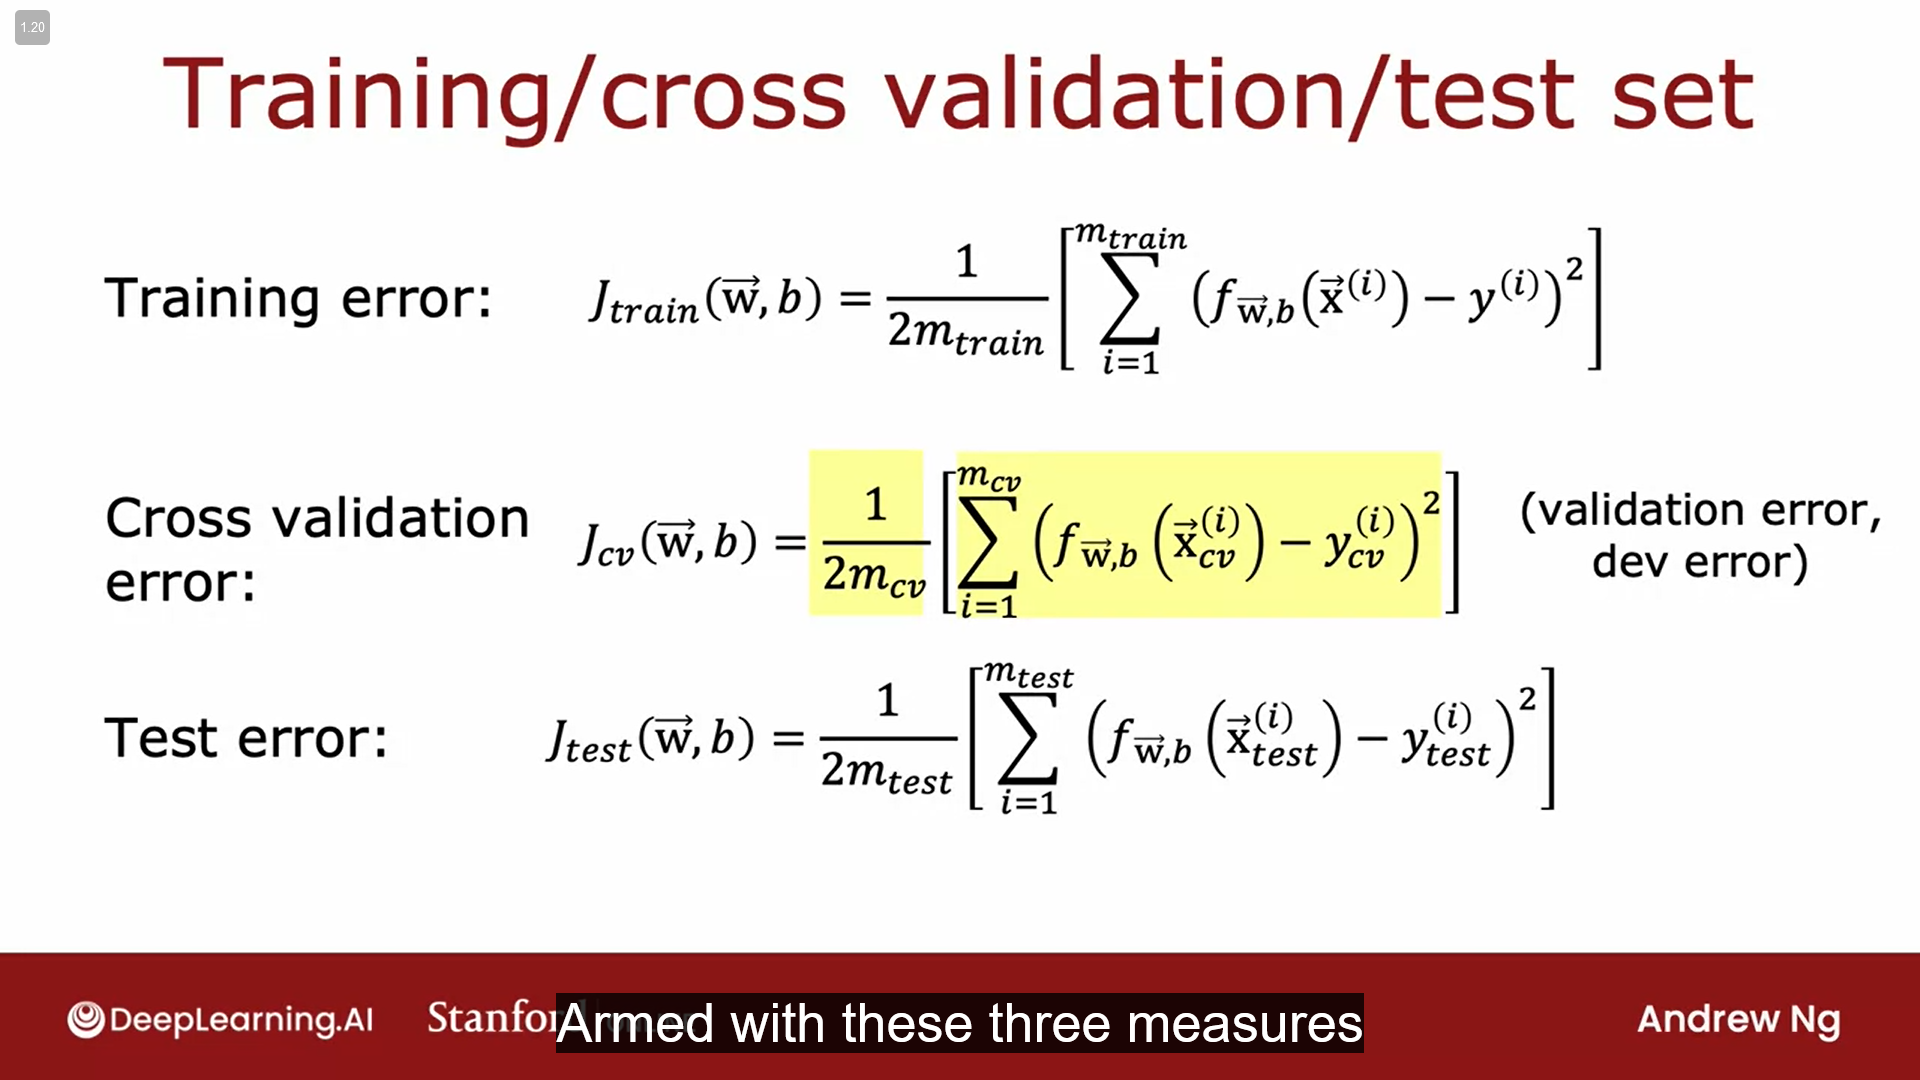 1.20
Training/cross validation/test set
Training error: J_{train}(\vec{w}, b) = \frac{1}{2m_{train}} \left[ \sum_{i=1}^{m_{train}} \left( f_{\vec{w},b}(\vec{x}^{(i)}) - y^{(i)} \right)^2 \right]
Cross validation
error: J_{cv}(\vec{w}, b) = \frac{1}{2m_{cv}} \left[ \sum_{i=1}^{m_{cv}} \left( f_{\vec{w},b} \left( \vec{x}_{cv}^{(i)} \right) - y_{cv}^{(i)} \right)^2 \right]
(validation error,
dev error)
Test error: J_{test}(\vec{w}, b) = \frac{1}{2m_{test}} \left[ \sum_{i=1}^{m_{test}} \left( f_{\vec{w},b} \left( \vec{x}_{test}^{(i)} \right) - y_{test}^{(i)} \right)^2 \right]
DeepLearning.AI
Armed with these three measures
Andrew Ng